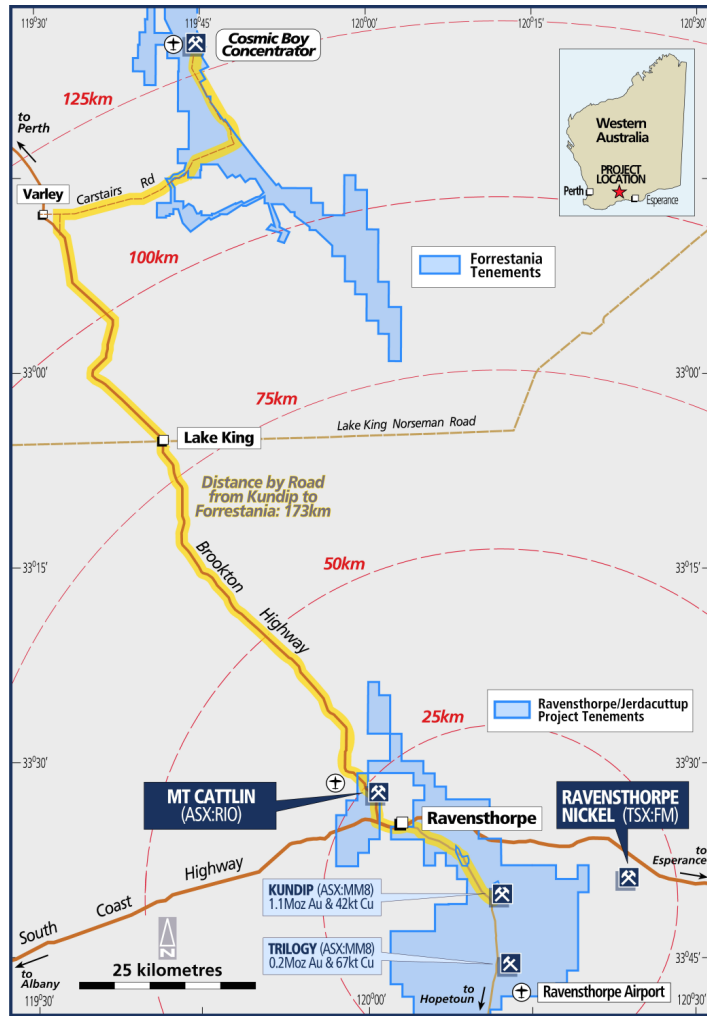 119°30'
119°45'
120°00'
120°15'
120°30'
Cosmic Boy
Concentrator
125km
to
Perth
Western
Australia
PROJECT
LOCATION
Perth
Esperance
Varley
Carstairs Rd
100km
Forrestania
Tenements
33°00'
33°00'
75km
Lake King
Lake King Norseman Road
Distance by Road
from Kundip to
Forrestania: 173km
50km
33°15'
33°15'
Brookton
Highway
25km
Ravensthorpe/Jerdacuttup
Project Tenements
33°30'
33°30'
MT CATTLIN
(ASX:RIO)
RAVENSTHORPE
NICKEL (TSX:FM)
Ravensthorpe
to
Esperance
South Coast Highway
KUNDIP (ASX:MM8)
1.1Moz Au & 42kt Cu
N
TRILOGY (ASX:MM8)
0.2Moz Au & 67kt Cu
33°45'
33°45'
25 kilometres
to
Albany
to
Hopetoun
Ravensthorpe Airport
119°30'
120°00'
120°30'